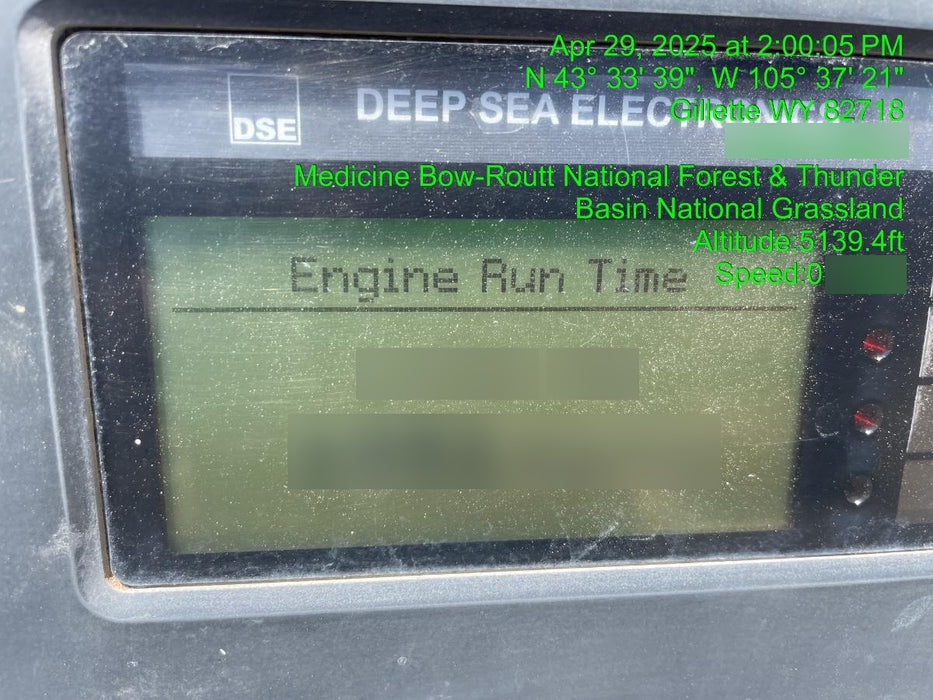 Apr 29, 2025 at 2:00:05 PM
N 43° 33' 39", W 105° 37' 21"
DSE
DEEP SEA ELECTRONICS
Gillette WY 82718
Medicine Bow-Routt National Forest & Thunder
Basin National Grassland
Altitude:5139.4ft
Speed:0
Engine Run Time